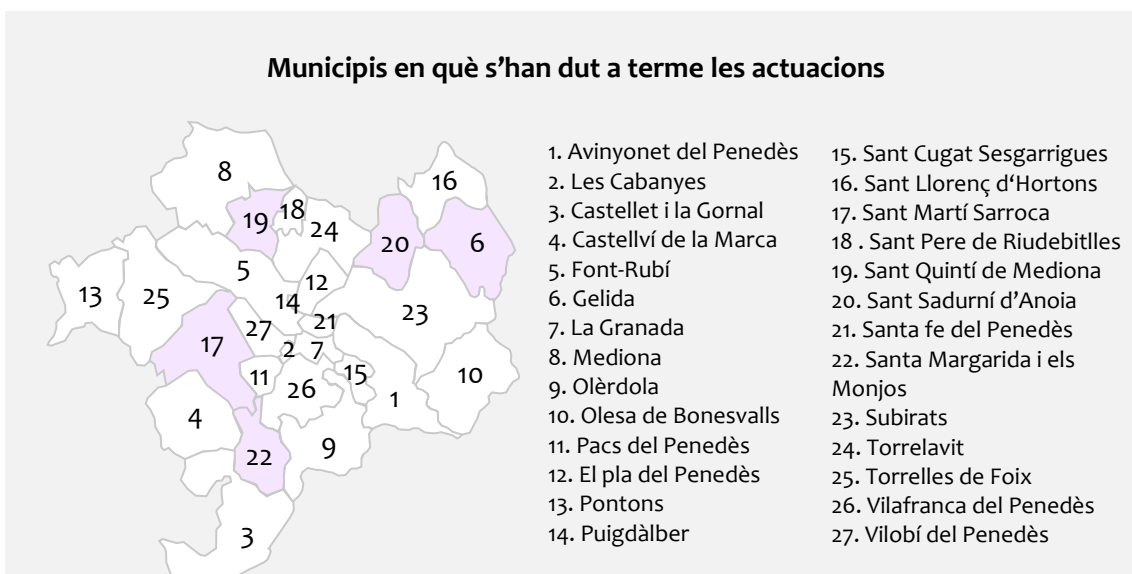 Municipis en què s’han dut a terme les actuacions
8
16
19
18
24
20
6
5
12
13
25
14
23
21
27
17
2
7
15
10
11
26
1
4
9
22
3
1. Avinyonet del Penedès
2. Les Cabanyes
3. Castellet i la Gornal
4. Castellví de la Marca
5. Font-Rubí
6. Gelida
7. La Granada
8. Mediona
9. Olèrdola
10. Olesa de Bonesvalls
11. Pacs del Penedès
12. El pla del Penedès
13. Pontons
14. Puigdàlber
15. Sant Cugat Sesgarrigues
16. Sant Llorenç d‘Hortons
17. Sant Martí Sarroca
18 . Sant Pere de Riudebitlles
19. Sant Quintí de Mediona
20. Sant Sadurní d’Anoia
21. Santa fe del Penedès
22. Santa Margarida i els
Monjos
23. Subirats
24. Torrelavit
25. Torrelles de Foix
26. Vilafranca del Penedès
27. Vilobí del Penedès